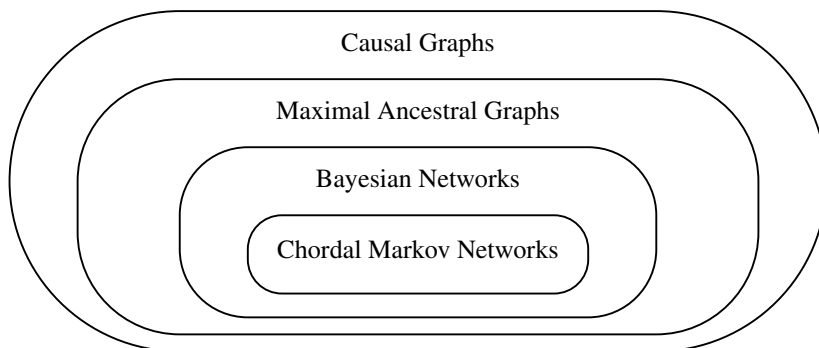 Causal Graphs
Maximal Ancestral Graphs
Bayesian Networks
Chordal Markov Networks